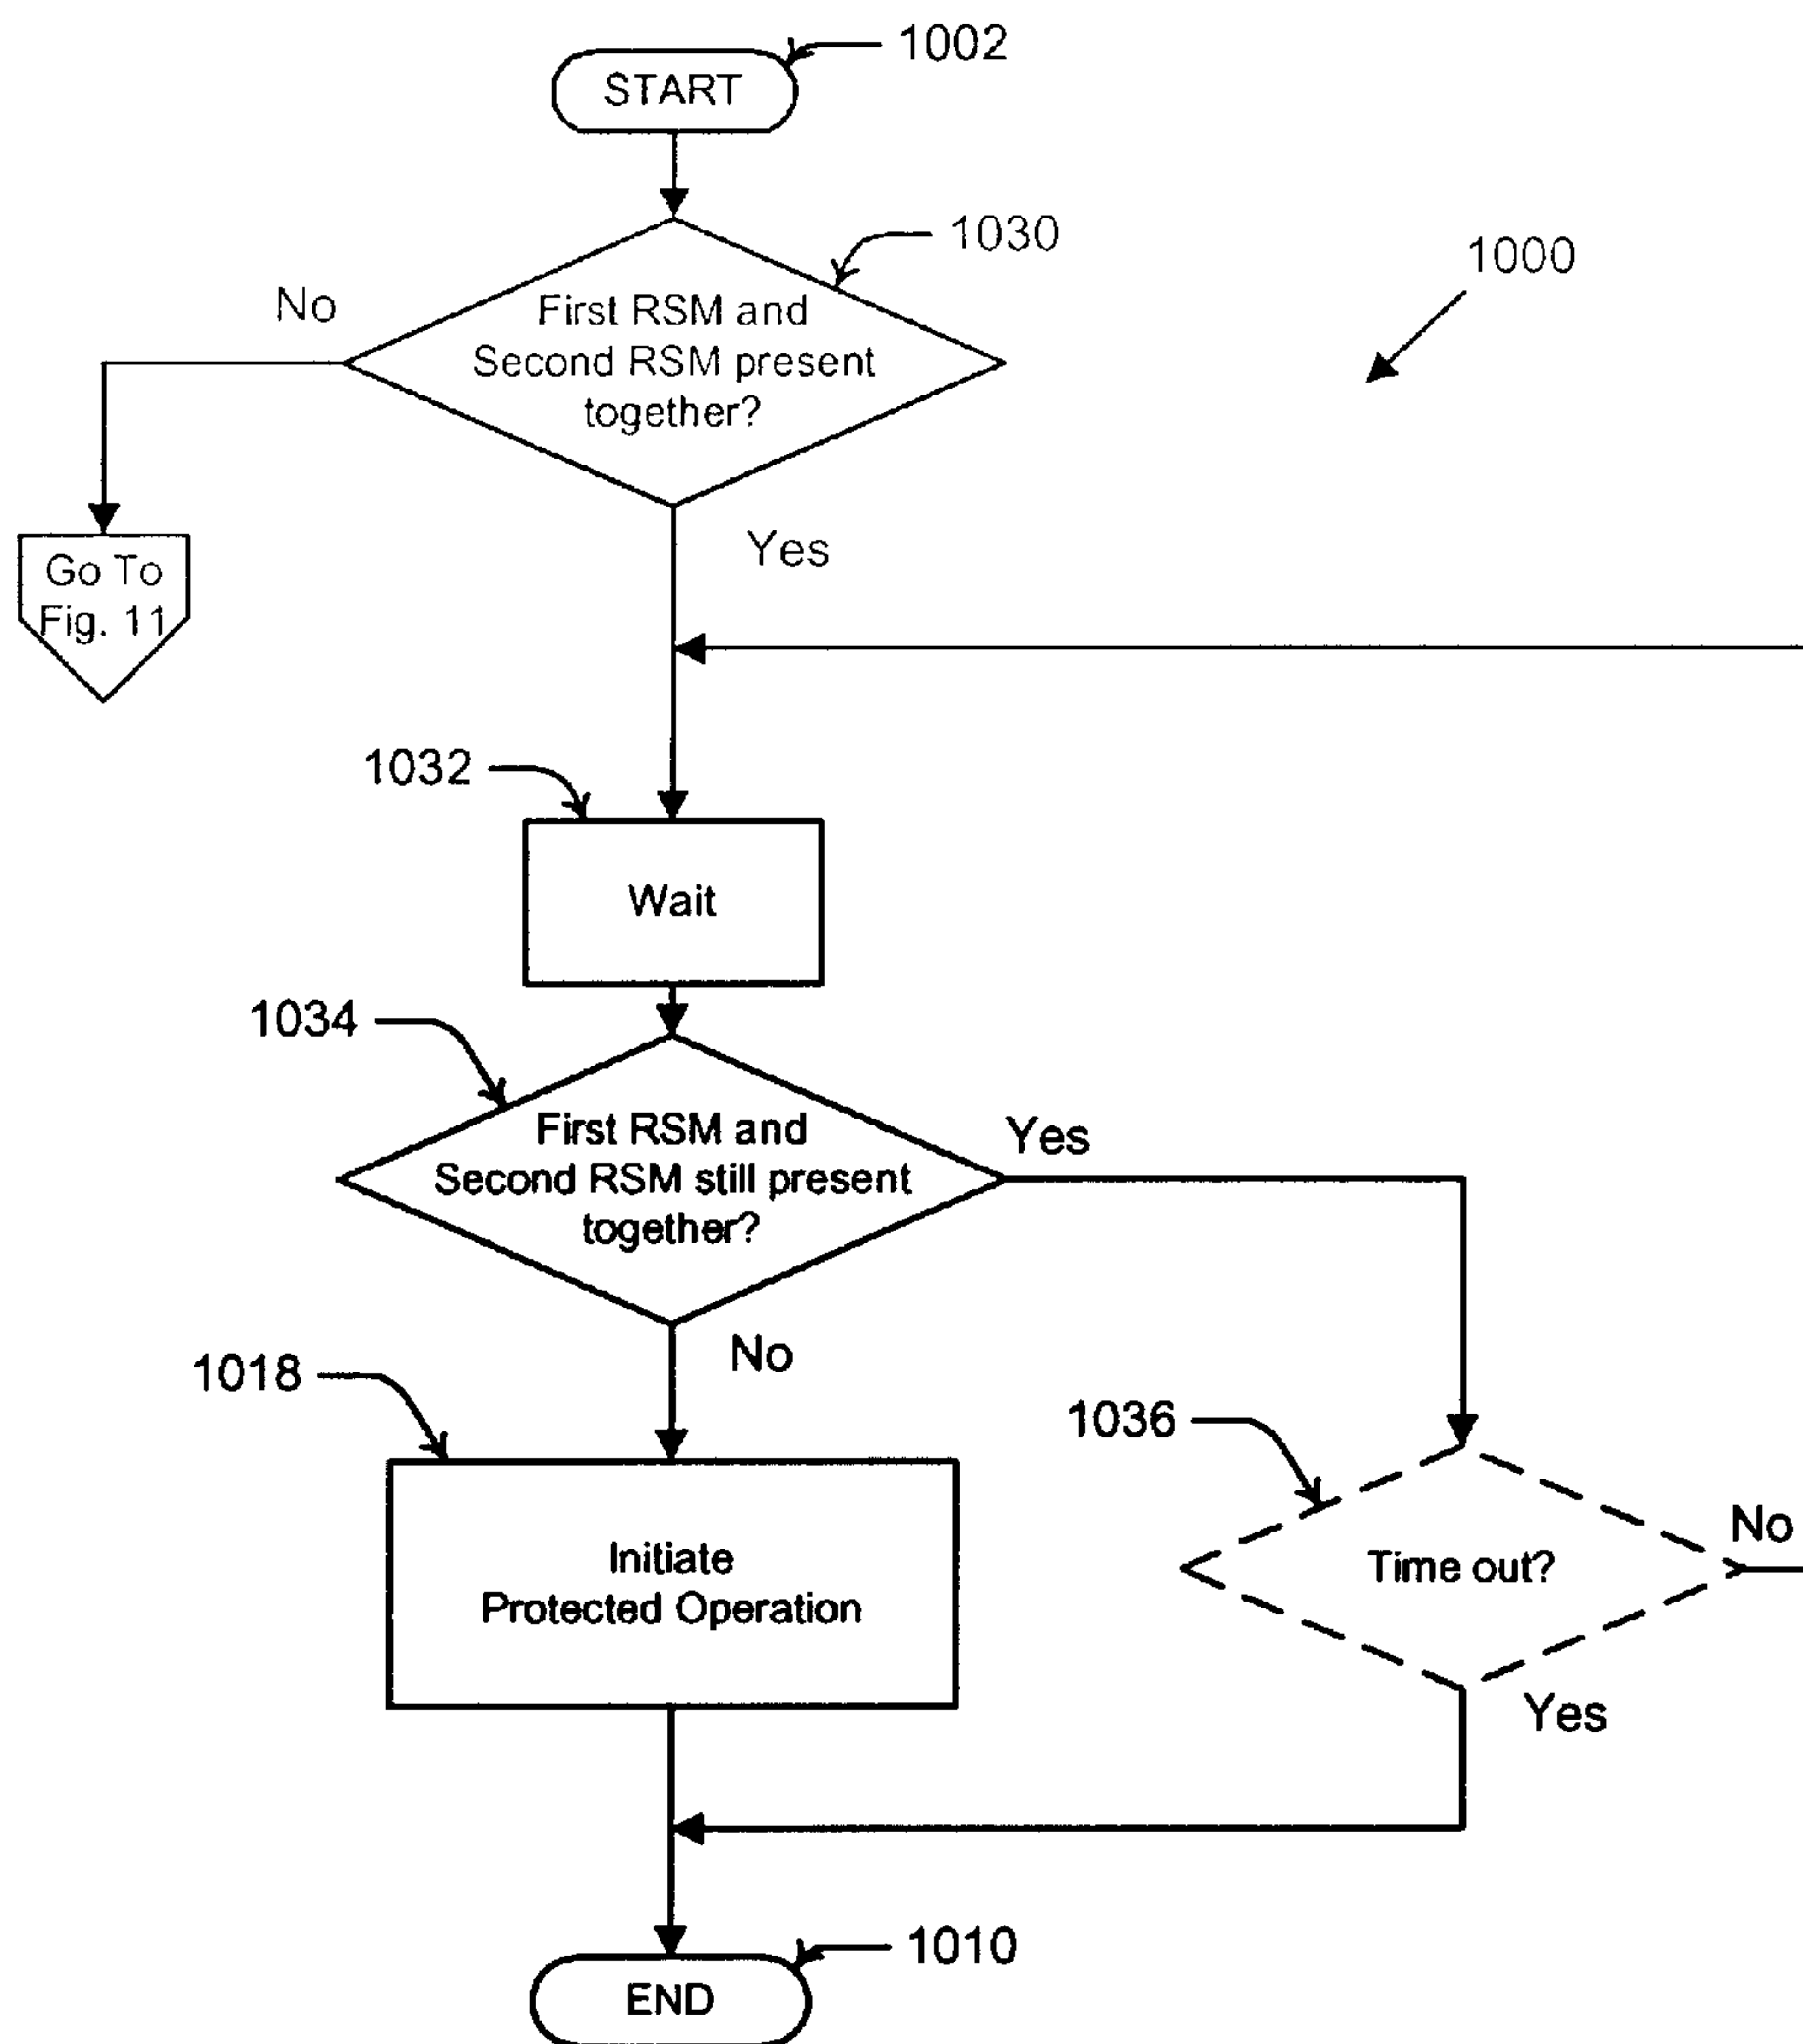 1002
START
1030
1000
No
First RSM and
Second RSM present
together?
Yes
Go To
Fig. 11
1032
Wait
1034
First RSM and
Second RSM still present
together?
Yes
No
1018
1036
Initiate
Protected Operation
Time out?
No
Yes
1010
END